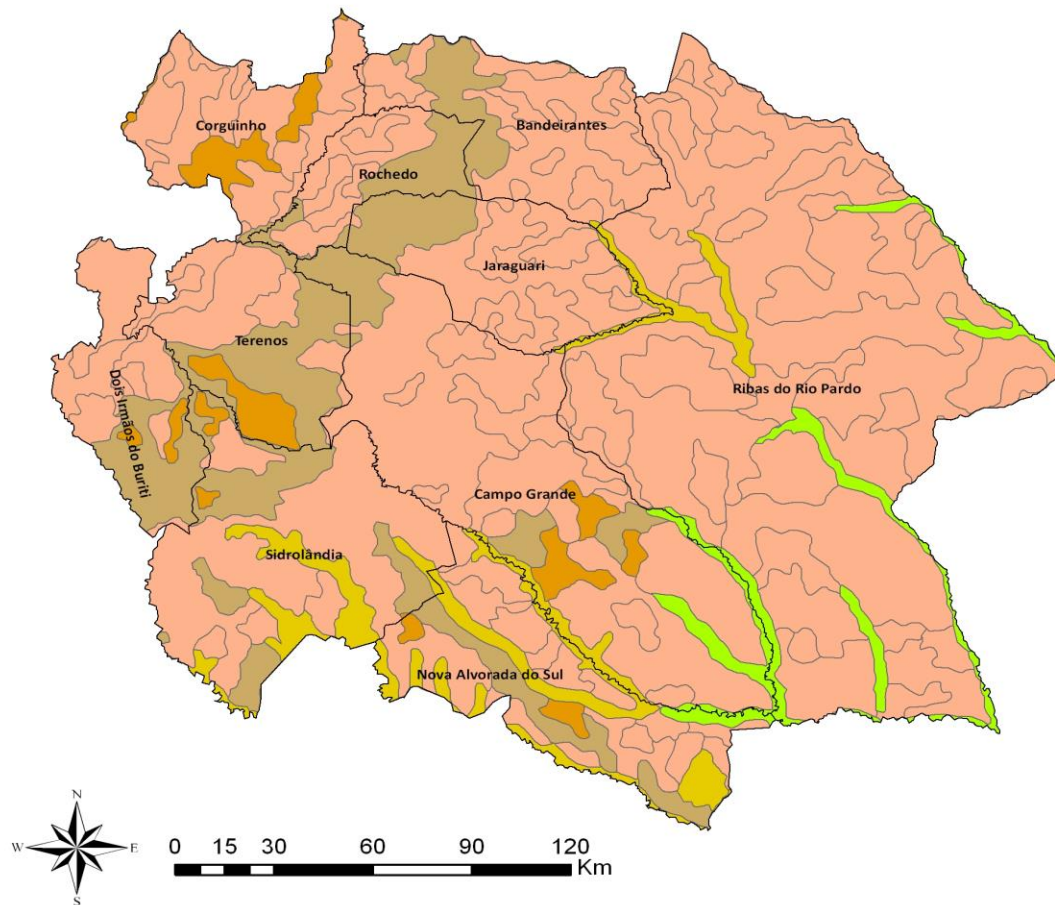 Corguinho
Bandeirantes
Rochedo
Jaraguari
Terenos
Ribas do Rio Pardo
Dois Irmãos do Buriti
Campo Grande
Sidrolândia
Nova Alvorada do Sul
N
W
E
S
0 15 30 60 90 120
Km